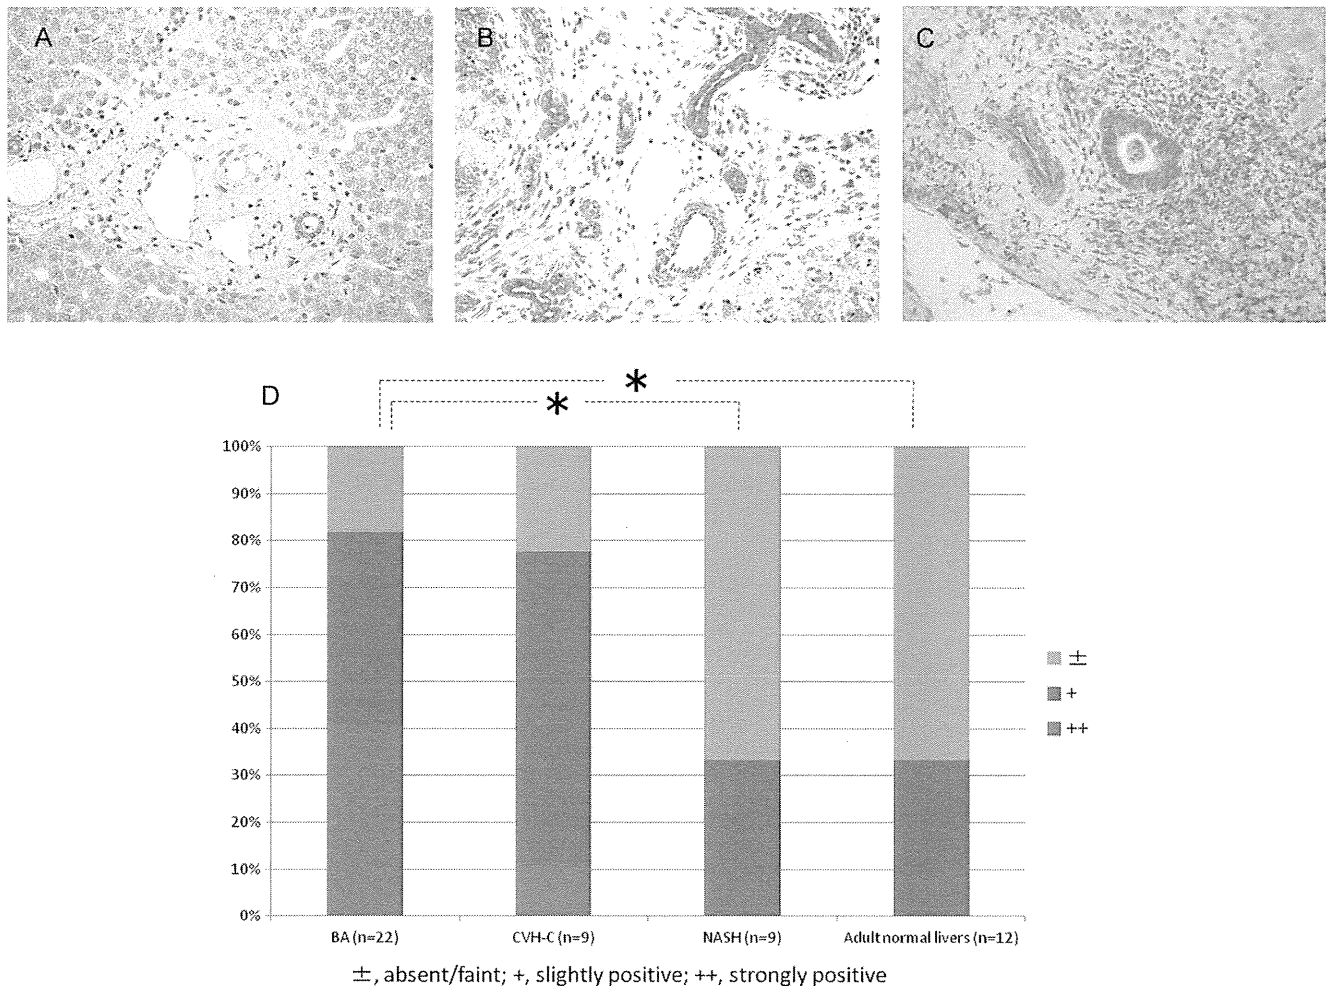 A
B
C
D
*
*
100%
90%
80%
70%
60%
50%
40%
30%
20%
10%
0%
±
+
++
BA (n=22)
CVH-C (n=9)
NASH (n=9)
Adult normal livers (n=12)
±, absent/faint; +, slightly positive; ++, strongly positive